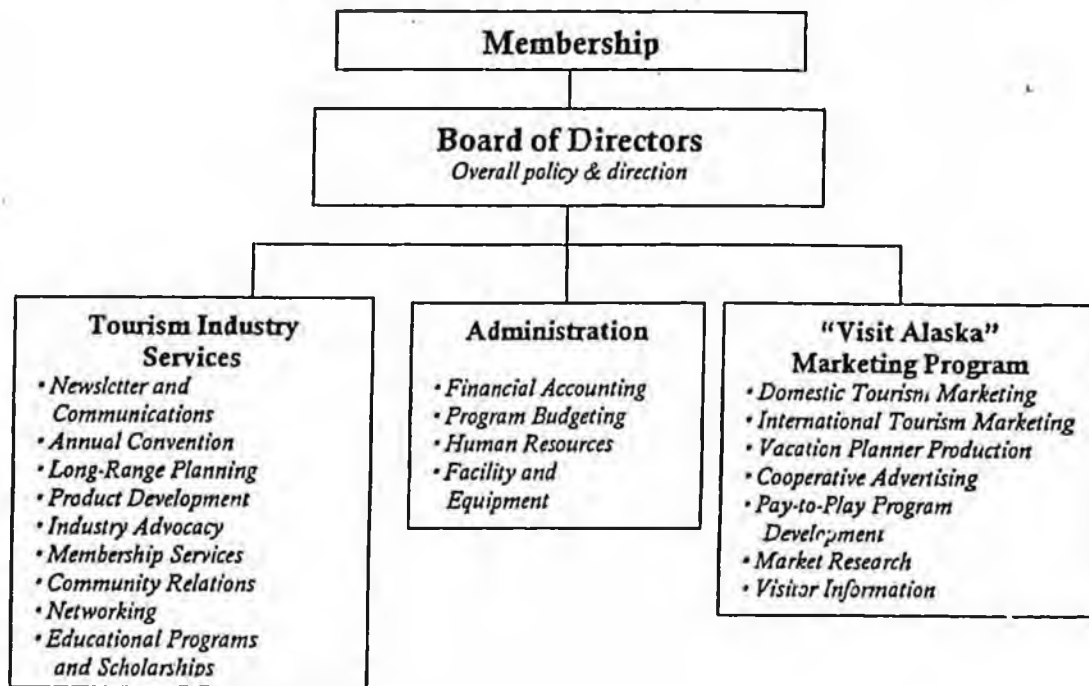 Membership
Board of Directors
Overall policy & direction
Tourism Industry
Services
• Newsletter and
Communications
• Annual Convention
• Long-Range Planning
• Product Development
• Industry Advocacy
• Membership Services
• Community Relations
• Networking
• Educational Programs
and Scholarships
Administration
• Financial Accounting
• Program Budgeting
• Human Resources
• Facility and
Equipment
“Visit Alaska”
Marketing Program
• Domestic Tourism Marketing
• International Tourism Marketing
• Vacation Planner Production
• Cooperative Advertising
• Pay-to-Play Program
Development
• Market Research
• Visitor Information